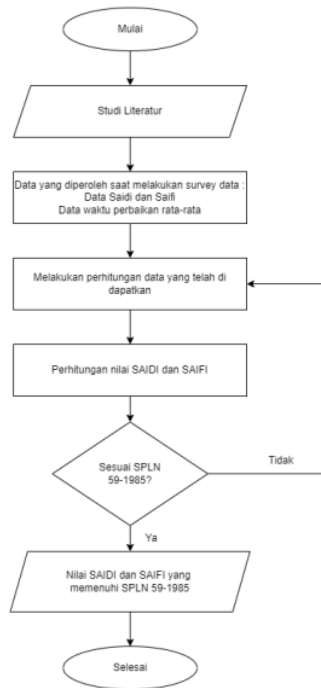 Mulai
Studi Literatur
Data yang diperoleh saat melakukan survey data :
Data Saidi dan Saifi
Data waktu perbaikan rata-rata
Melakukan perhitungan data yang telah di
dapatkan
Perhitungan nilai SAIDI dan SAIFI
Sesuai SPLN
59-1985?
Tidak
Ya
Nilai SAIDI dan SAIFI yang
memenuhi SPLN 59-1985
Selesai